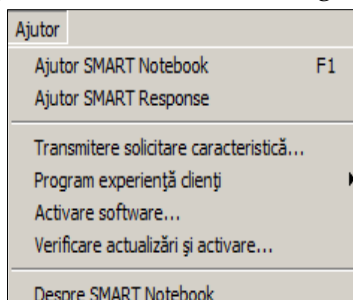 Ajutor
Ajutor SMART Notebook F1
Ajutor SMART Response
Transmitere solicitare caracteristică...
Program experienţă clienţi
Activare software...
Verificare actualizări şi activare...
Despre SMART Notebook